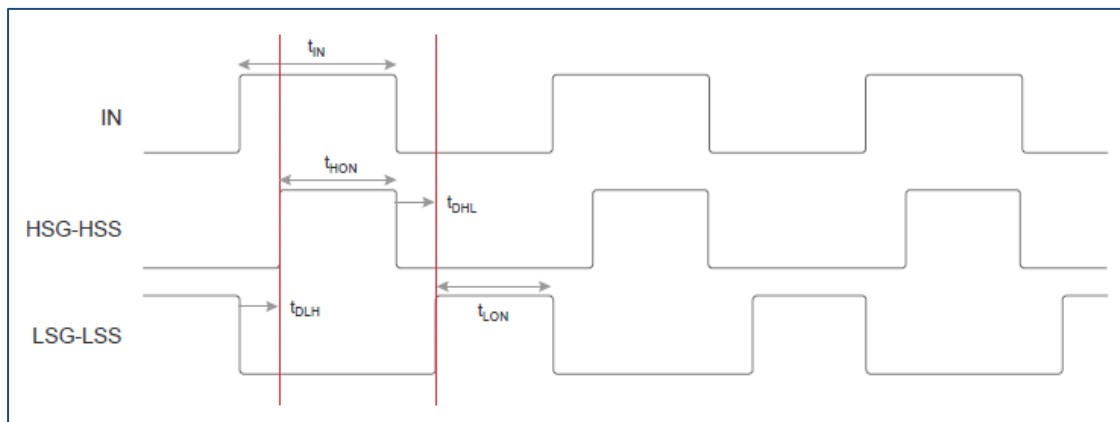 tIN
IN
tHON
tDHL
HSG-HSS
tDLH
tLON
LSG-LSS